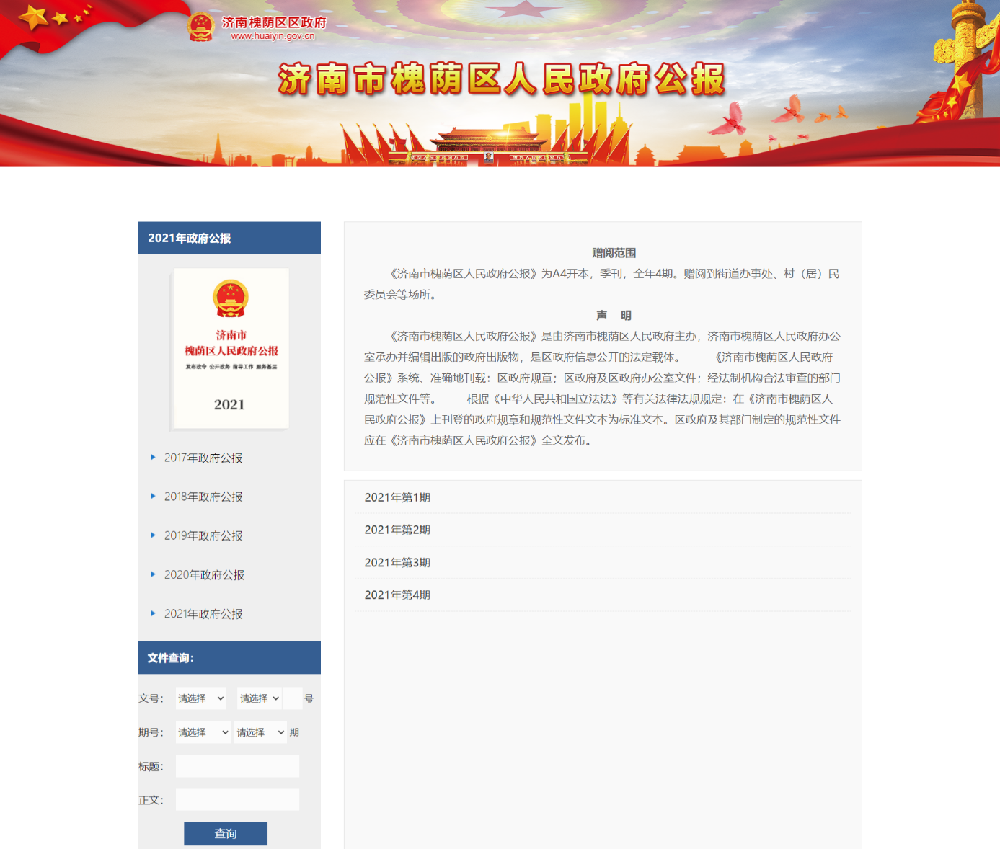 济南槐荫区区政府
www.huaiyin.gov.cn
济南市槐荫区人民政府公报
中华人民共和国万岁
世界人民大团结万岁
2021年政府公报
济南市
槐荫区人民政府公报
发布政令 公开政务 指导工作 服务基层
2021
2017年政府公报
2018年政府公报
2019年政府公报
2020年政府公报
2021年政府公报
文件查询：
文号： 请选择 请选择 号
期号： 请选择 请选择 期
标题：
正文：
查询
赠阅范围
《济南市槐荫区人民政府公报》为A4开本，季刊，全年4期。赠阅到街道办事处、村（居）民
委员会等场所。
声 明
《济南市槐荫区人民政府公报》是由济南市槐荫区人民政府主办，济南市槐荫区人民政府办公
室承办并编辑出版的政府出版物，是区政府信息公开的法定载体。 《济南市槐荫区人民政府
公报》系统、准确地刊载：区政府规章；区政府及区政府办公室文件；经法制机构合法审查的部门
规范性文件等。 根据《中华人民共和国立法法》等有关法律法规规定：在《济南市槐荫区人
民政府公报》上刊登的政府规章和规范性文件文本为标准文本。区政府及其部门制定的规范性文件
应在《济南市槐荫区人民政府公报》全文发布。
2021年第1期
2021年第2期
2021年第3期
2021年第4期